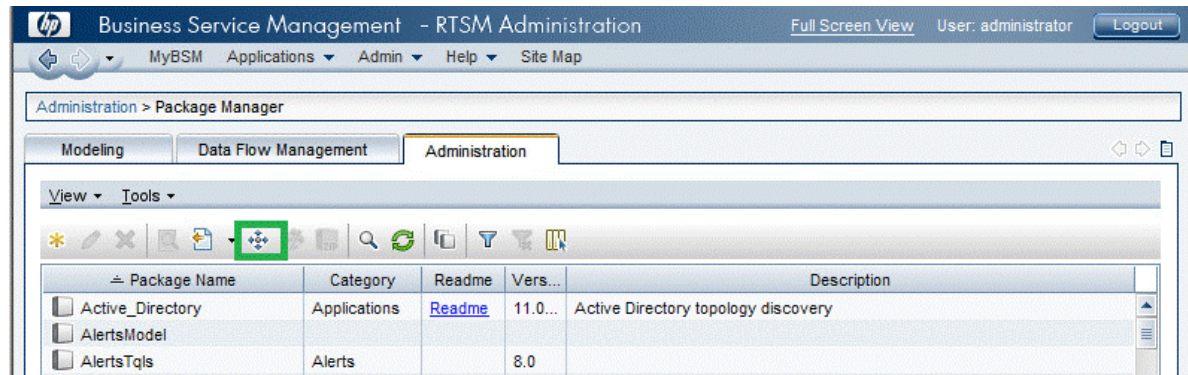 hp Business Service Management - RTSM Administration Full Screen View User: administrator Logout
MyBSM Applications Admin Help Site Map
Administration > Package Manager
Modeling Data Flow Management Administration
View Tools
Package Name Category Readme Vers... Description
Active_Directory Applications Readme 11.0... Active Directory topology discovery
AlertsModel
AlertsTqls Alerts 8.0